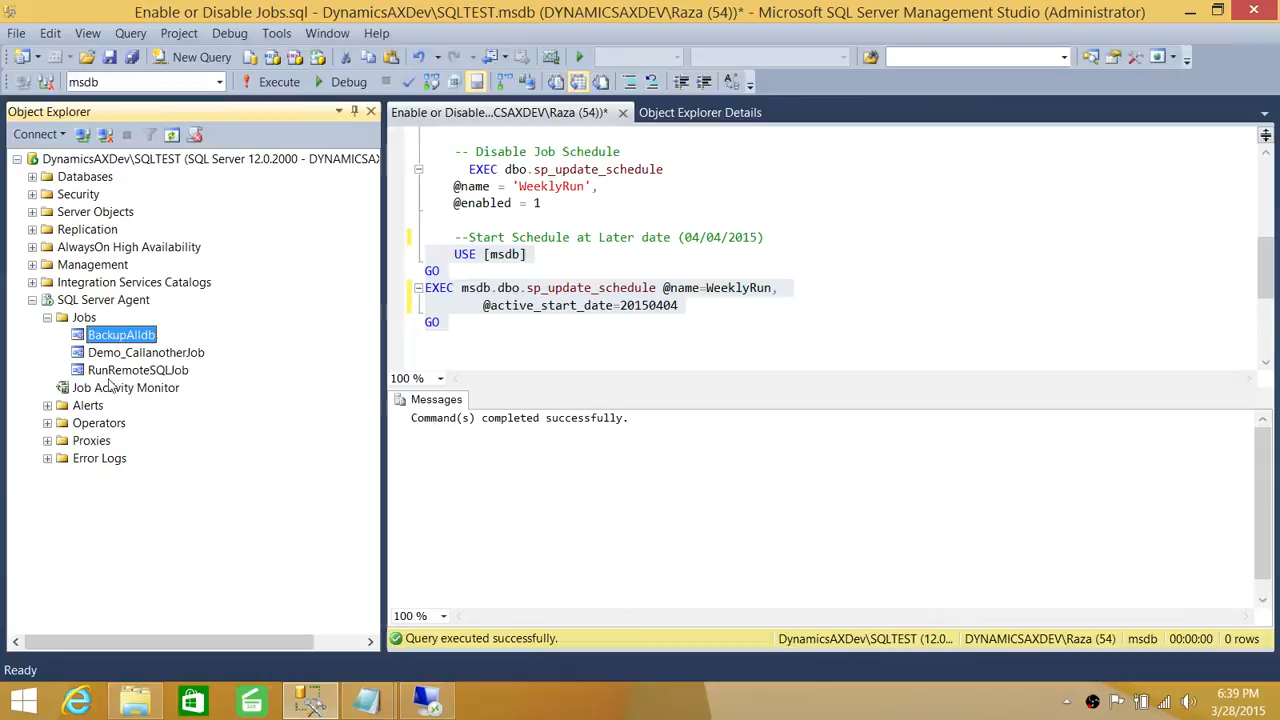 Enable or Disable Jobs.sql - DynamicsAXDev\SQLTEST.msdb (DYNAMICSAXDEV\Raza (54))* - Microsoft SQL Server Management Studio (Administrator)
File Edit View Query Project Debug Tools Window Help
New Query
msdb Execute Debug
Object Explorer
Enable or Disable...CSAXDEV\Raza (54))* Object Explorer Details
Connect
DynamicsAXDev\SQLTEST (SQL Server 12.0.2000 - DYNAMICSAX
Databases
Security
Server Objects
Replication
AlwaysOn High Availability
Management
Integration Services Catalogs
SQL Server Agent
Jobs
BackupAlldb
Demo_CallanotherJob
RunRemoteSQLJob
Job Activity Monitor
Alerts
Operators
Proxies
Error Logs
-- Disable Job Schedule
EXEC dbo.sp_update_schedule
@name = 'WeeklyRun',
@enabled = 1
--Start Schedule at Later date (04/04/2015)
USE [msdb]
GO
EXEC msdb.dbo.sp_update_schedule @name=WeeklyRun,
@active_start_date=20150404
GO
100 %
Messages
Command(s) completed successfully.
100 %
Query executed successfully. DynamicsAXDev\SQLTEST (12.0... DYNAMICSAXDEV\Raza (54) msdb 00:00:00 0 rows
Ready
6:39 PM
3/28/2015